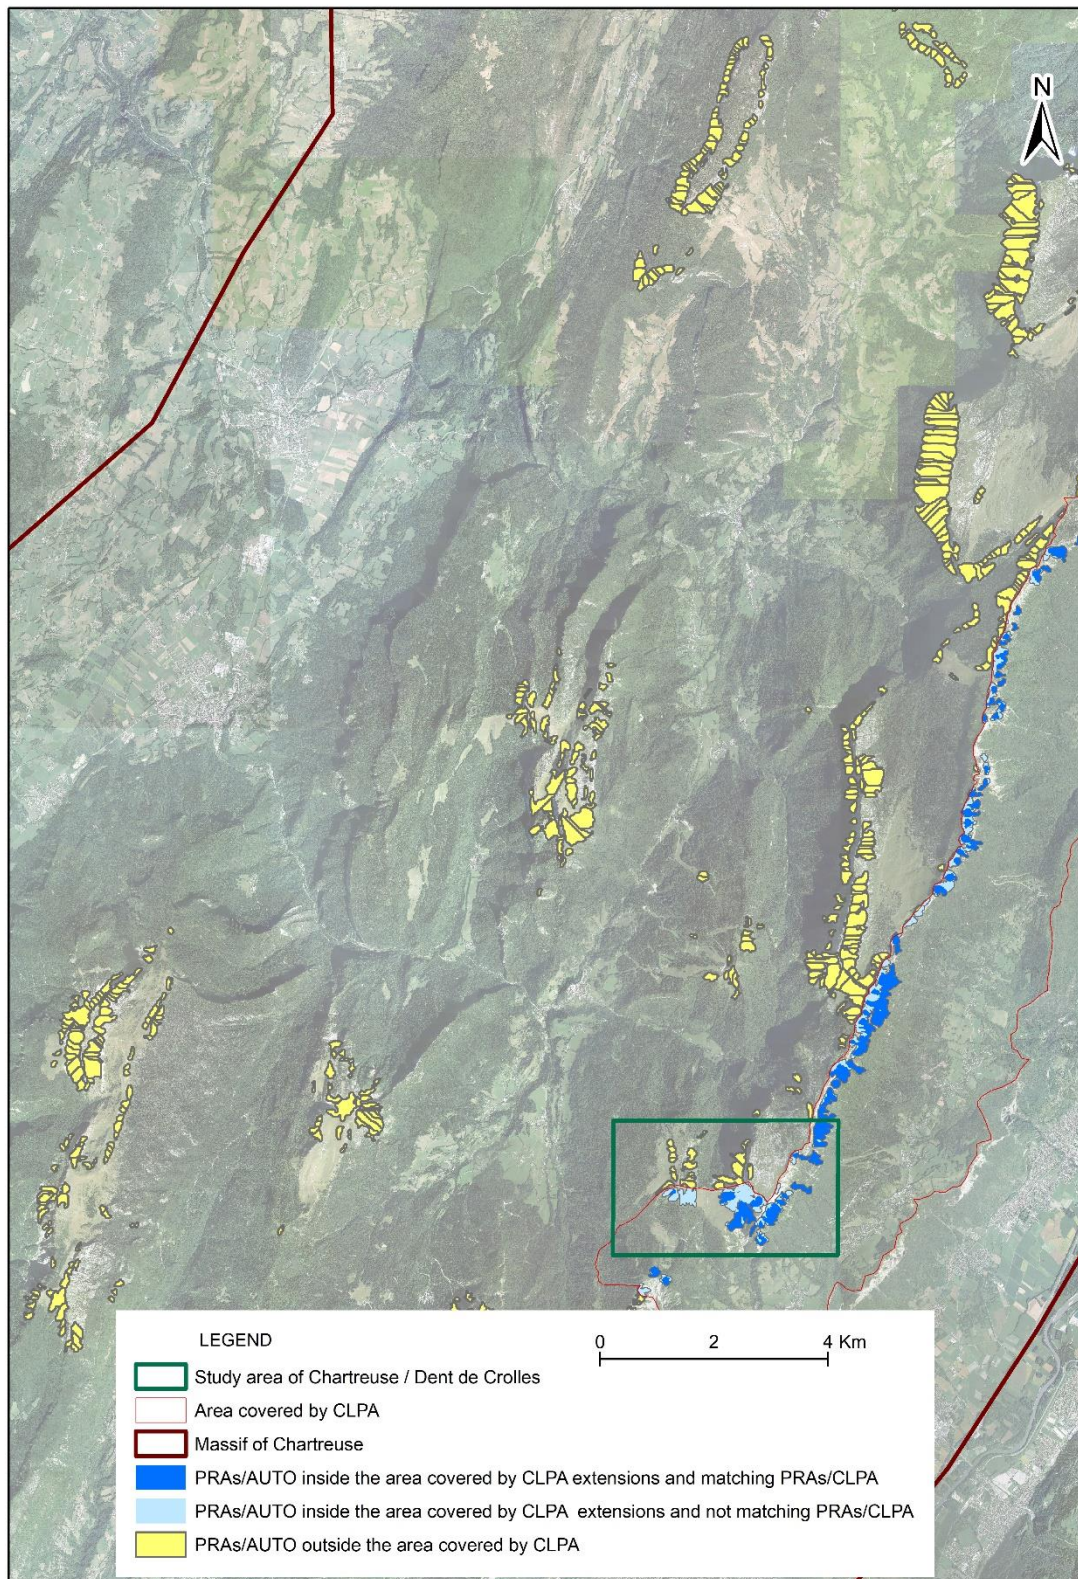 N
LEGEND
0 2 4 Km
Study area of Chartreuse / Dent de Crolles
Area covered by CLPA
Massif of Chartreuse
PRAs/AUTO inside the area covered by CLPA extensions and matching PRAs/CLPA
PRAs/AUTO inside the area covered by CLPA extensions and not matching PRAs/CLPA
PRAs/AUTO outside the area covered by CLPA